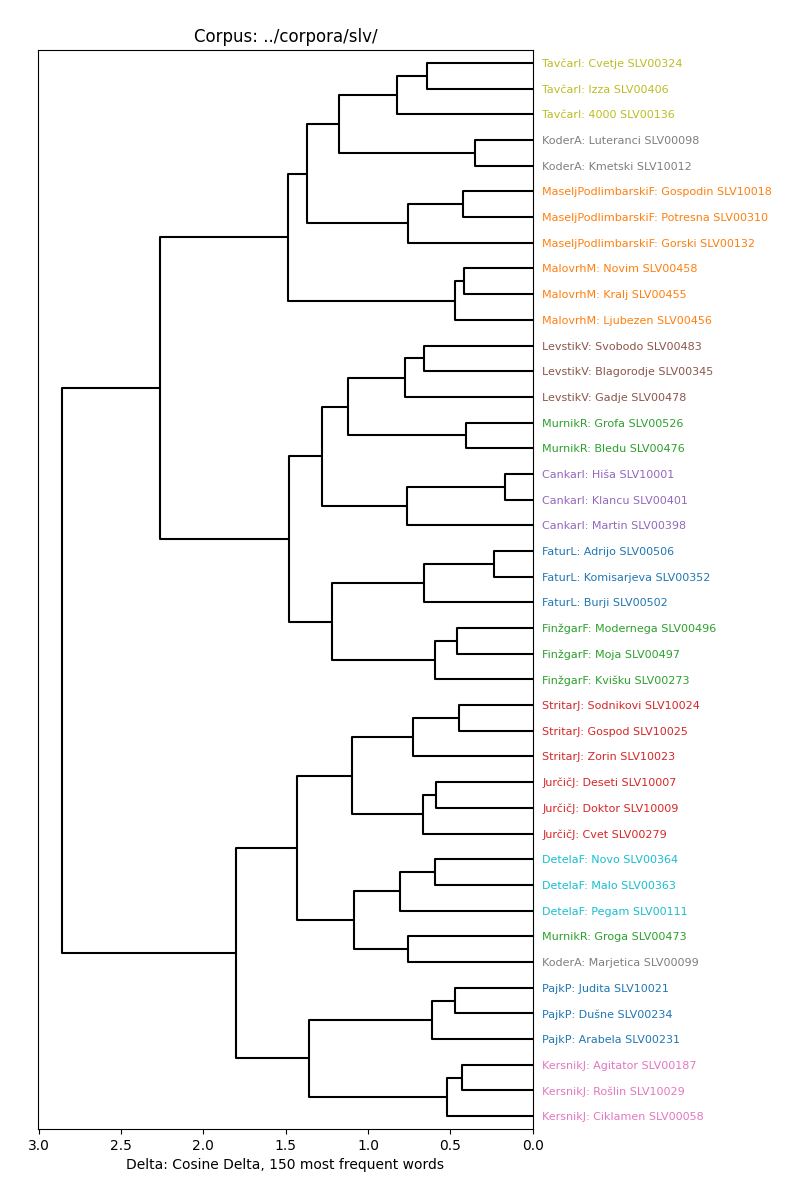 Corpus: ../corpora/slv/
TavčarI: Cvetje SLV00324
TavčarI: Izza SLV00406
TavčarI: 4000 SLV00136
KoderA: Luteranci SLV00098
KoderA: Kmetski SLV10012
MaseljPodlimbarskiF: Gospodin SLV10018
MaseljPodlimbarskiF: Potresna SLV00310
MaseljPodlimbarskiF: Gorski SLV00132
MalovrhM: Novim SLV00458
MalovrhM: Kralj SLV00455
MalovrhM: Ljubezen SLV00456
LevstikV: Svobodo SLV00483
LevstikV: Blagorodje SLV00345
LevstikV: Gadje SLV00478
MurnikR: Grofa SLV00526
MurnikR: Bledu SLV00476
CankarI: Hiša SLV10001
CankarI: Klancu SLV00401
CankarI: Martin SLV00398
FaturL: Adrijo SLV00506
FaturL: Komisarjeva SLV00352
FaturL: Burji SLV00502
FinžgarF: Modernega SLV00496
FinžgarF: Moja SLV00497
FinžgarF: Kvišku SLV00273
StritarJ: Sodnikovi SLV10024
StritarJ: Gospod SLV10025
StritarJ: Zorin SLV10023
JurčičJ: Deseti SLV10007
JurčičJ: Doktor SLV10009
JurčičJ: Cvet SLV00279
DetelaF: Novo SLV00364
DetelaF: Malo SLV00363
DetelaF: Pegam SLV00111
MurnikR: Groga SLV00473
KoderA: Marjetica SLV00099
PajkP: Judita SLV10021
PajkP: Dušne SLV00234
PajkP: Arabela SLV00231
KersnikJ: Agitator SLV00187
KersnikJ: Rošlin SLV10029
KersnikJ: Ciklamen SLV00058
3.0 2.5 2.0 1.5 1.0 0.5 0.0
Delta: Cosine Delta, 150 most frequent words